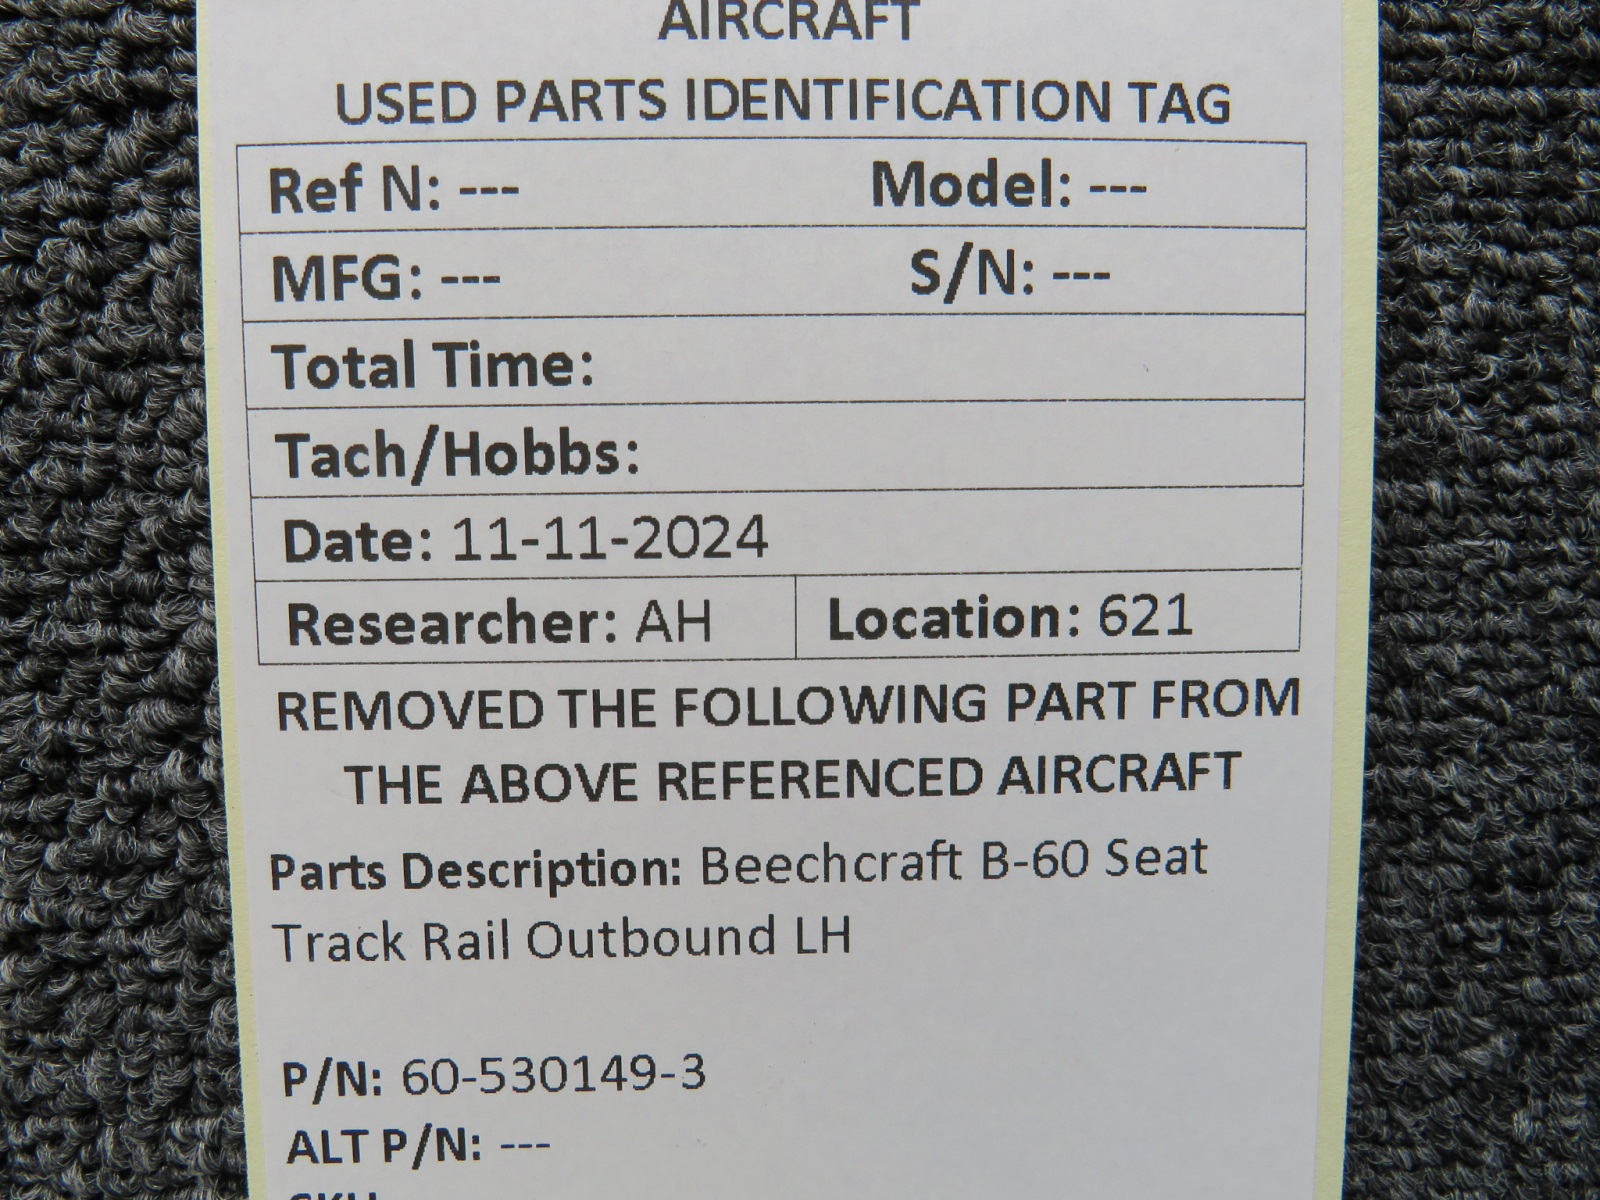 AIRCRAFT
USED PARTS IDENTIFICATION TAG
Ref N: --- Model: ---
MFG: --- S/N: ---
Total Time:
Tach/Hobbs:
Date: 11-11-2024
Researcher: AH Location: 621
REMOVED THE FOLLOWING PART FROM
THE ABOVE REFERENCED AIRCRAFT
Parts Description: Beechcraft B-60 Seat
Track Rail Outbound LH
P/N: 60-530149-3
ALT P/N: ---